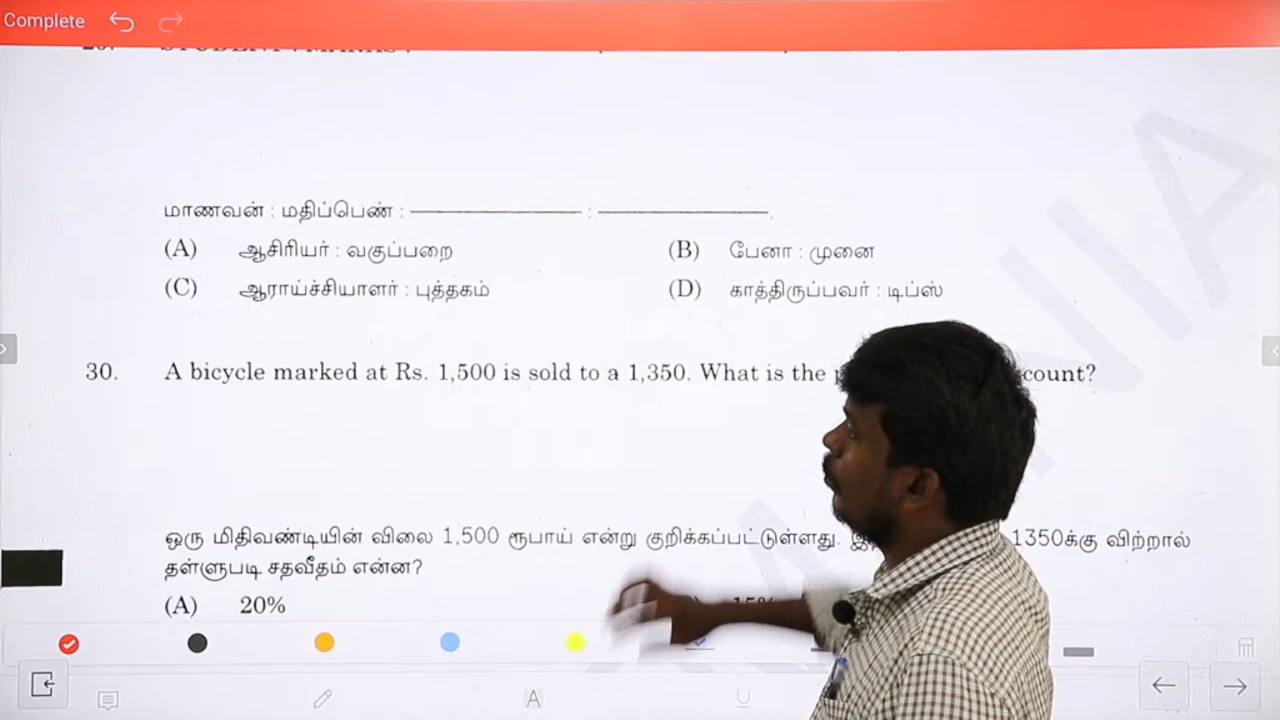 Complete
மாணவன் : மதிப்பெண் : ——————— : ———————.
(A) ஆசிரியர் : வகுப்பறை (B) பேனா : முனை
(C) ஆராய்ச்சியாளர் : புத்தகம் (D) காத்திருப்பவர் : டிப்ஸ்
30. A bicycle marked at Rs. 1,500 is sold to a 1,350. What is the count?
ஒரு மிதிவண்டியின் விலை 1,500 ரூபாய் என்று குறிக்கப்பட்டுள்ளது. 1350க்கு விற்றால்
தள்ளுபடி சதவீதம் என்ன?
(A) 20% 15%
A U